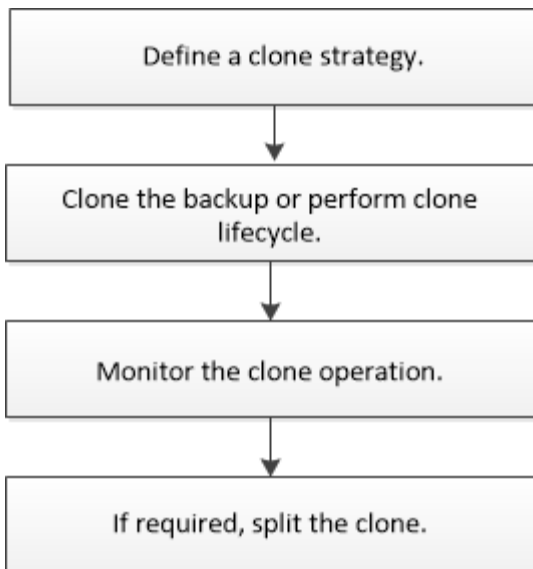 Define a clone strategy.
Clone the backup or perform clone
lifecycle.
Monitor the clone operation.
If required, split the clone.